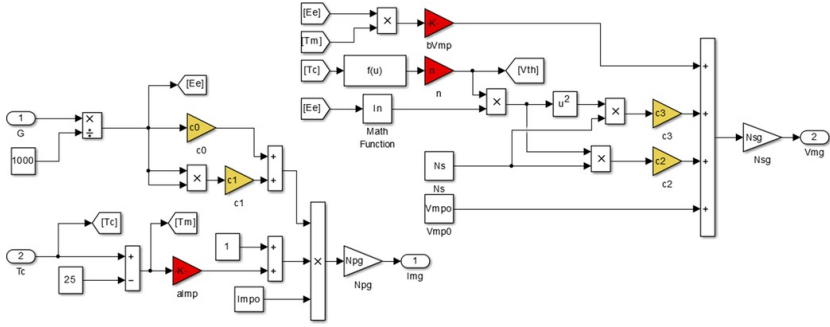 [Ee]
[Tm]
×
K-
bVmp
[Tc]
f(u)
n
n
[Vth]
[Ee]
ln
Math
Function
×
u²
×
c3
c3
Ns
Ns
×
c2
c2
Vmpo
Vmp0
+
+
+
+
Nsg
Nsg
2
Vmg
1
G
1000
×
÷
[Ee]
c0
c0
×
c1
c1
+
+
[Tc]
[Tm]
2
Tc
25
+
−
K-
aImp
1
+
+
Impo
×
Npg
Npg
1
Img